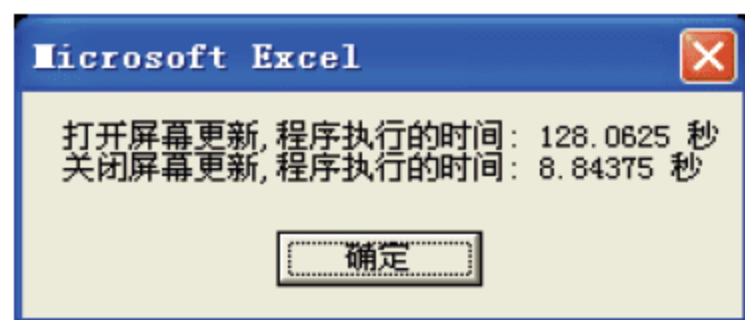 Microsoft Excel
打开屏幕更新,程序执行的时间: 128.0625 秒
关闭屏幕更新,程序执行的时间: 8.84375 秒
确定